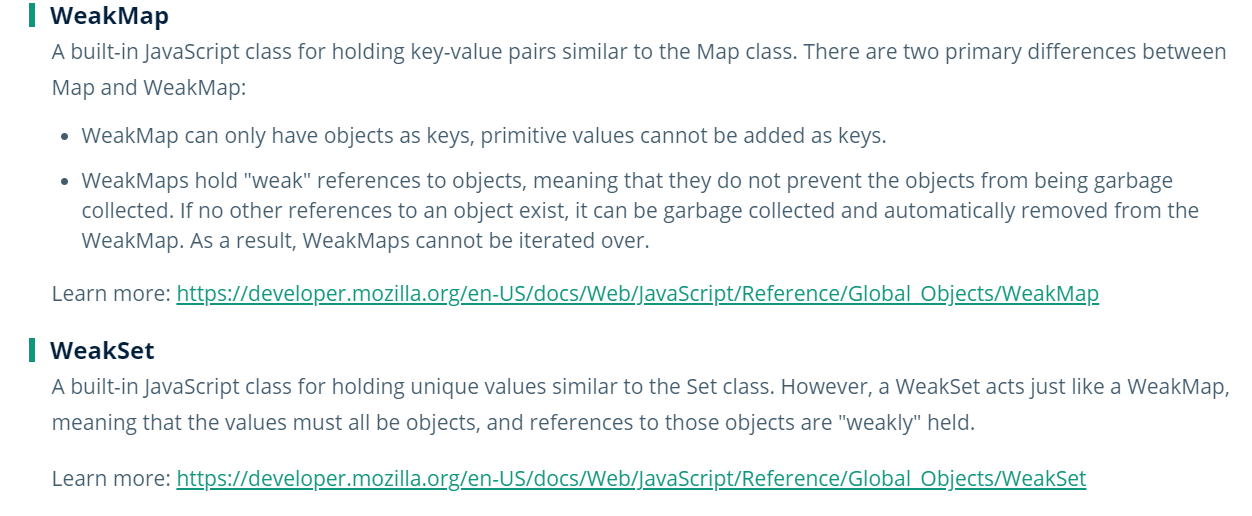 WeakMap
A built-in JavaScript class for holding key-value pairs similar to the Map class. There are two primary differences between
Map and WeakMap:
• WeakMap can only have objects as keys, primitive values cannot be added as keys.
• WeakMaps hold "weak" references to objects, meaning that they do not prevent the objects from being garbage
collected. If no other references to an object exist, it can be garbage collected and automatically removed from the
WeakMap. As a result, WeakMaps cannot be iterated over.
Learn more: https://developer.mozilla.org/en-US/docs/Web/JavaScript/Reference/Global_Objects/WeakMap
WeakSet
A built-in JavaScript class for holding unique values similar to the Set class. However, a WeakSet acts just like a WeakMap,
meaning that the values must all be objects, and references to those objects are "weakly" held.
Learn more: https://developer.mozilla.org/en-US/docs/Web/JavaScript/Reference/Global_Objects/WeakSet